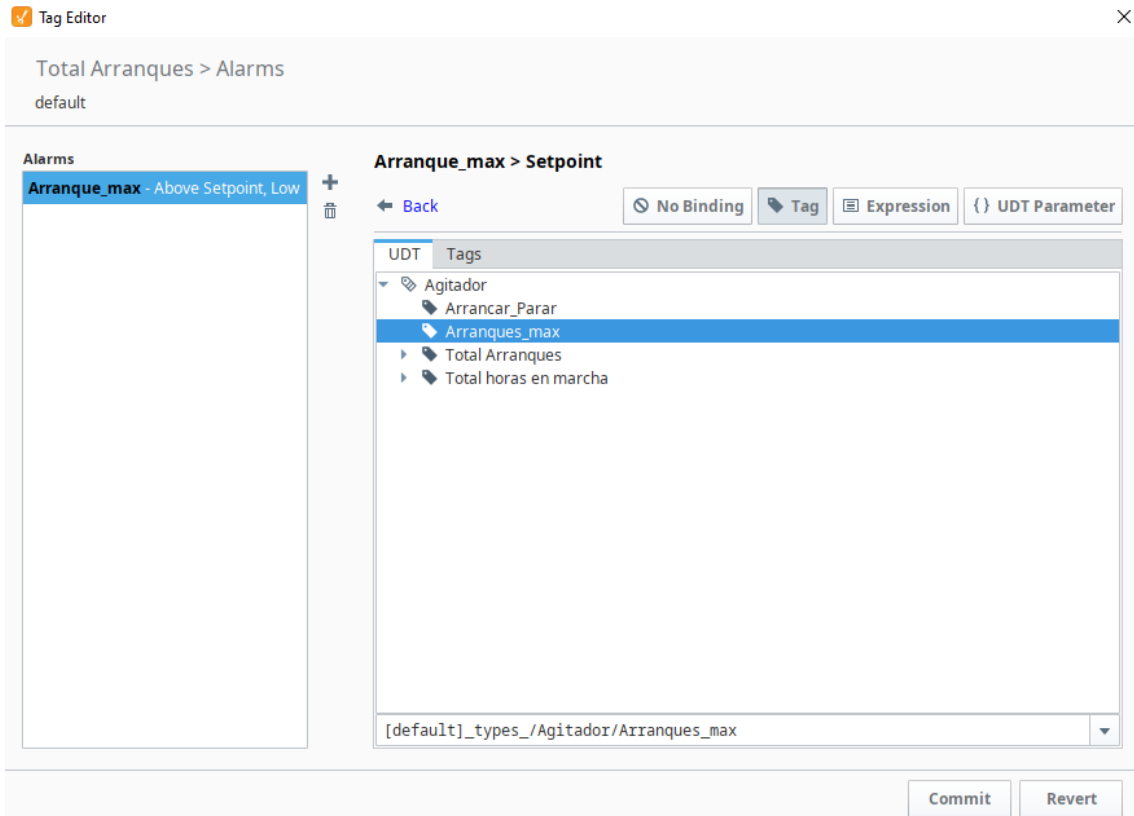 Tag Editor
Total Arranques > Alarms
default
Alarms
Arranque_max - Above Setpoint, Low
Arranque_max > Setpoint
Back
No Binding
Tag
Expression
{} UDT Parameter
UDT
Tags
Agitador
Arrancar_Parar
Arranques_max
Total Arranques
Total horas en marcha
[default]_types_/Agitador/Arranques_max
Commit
Revert